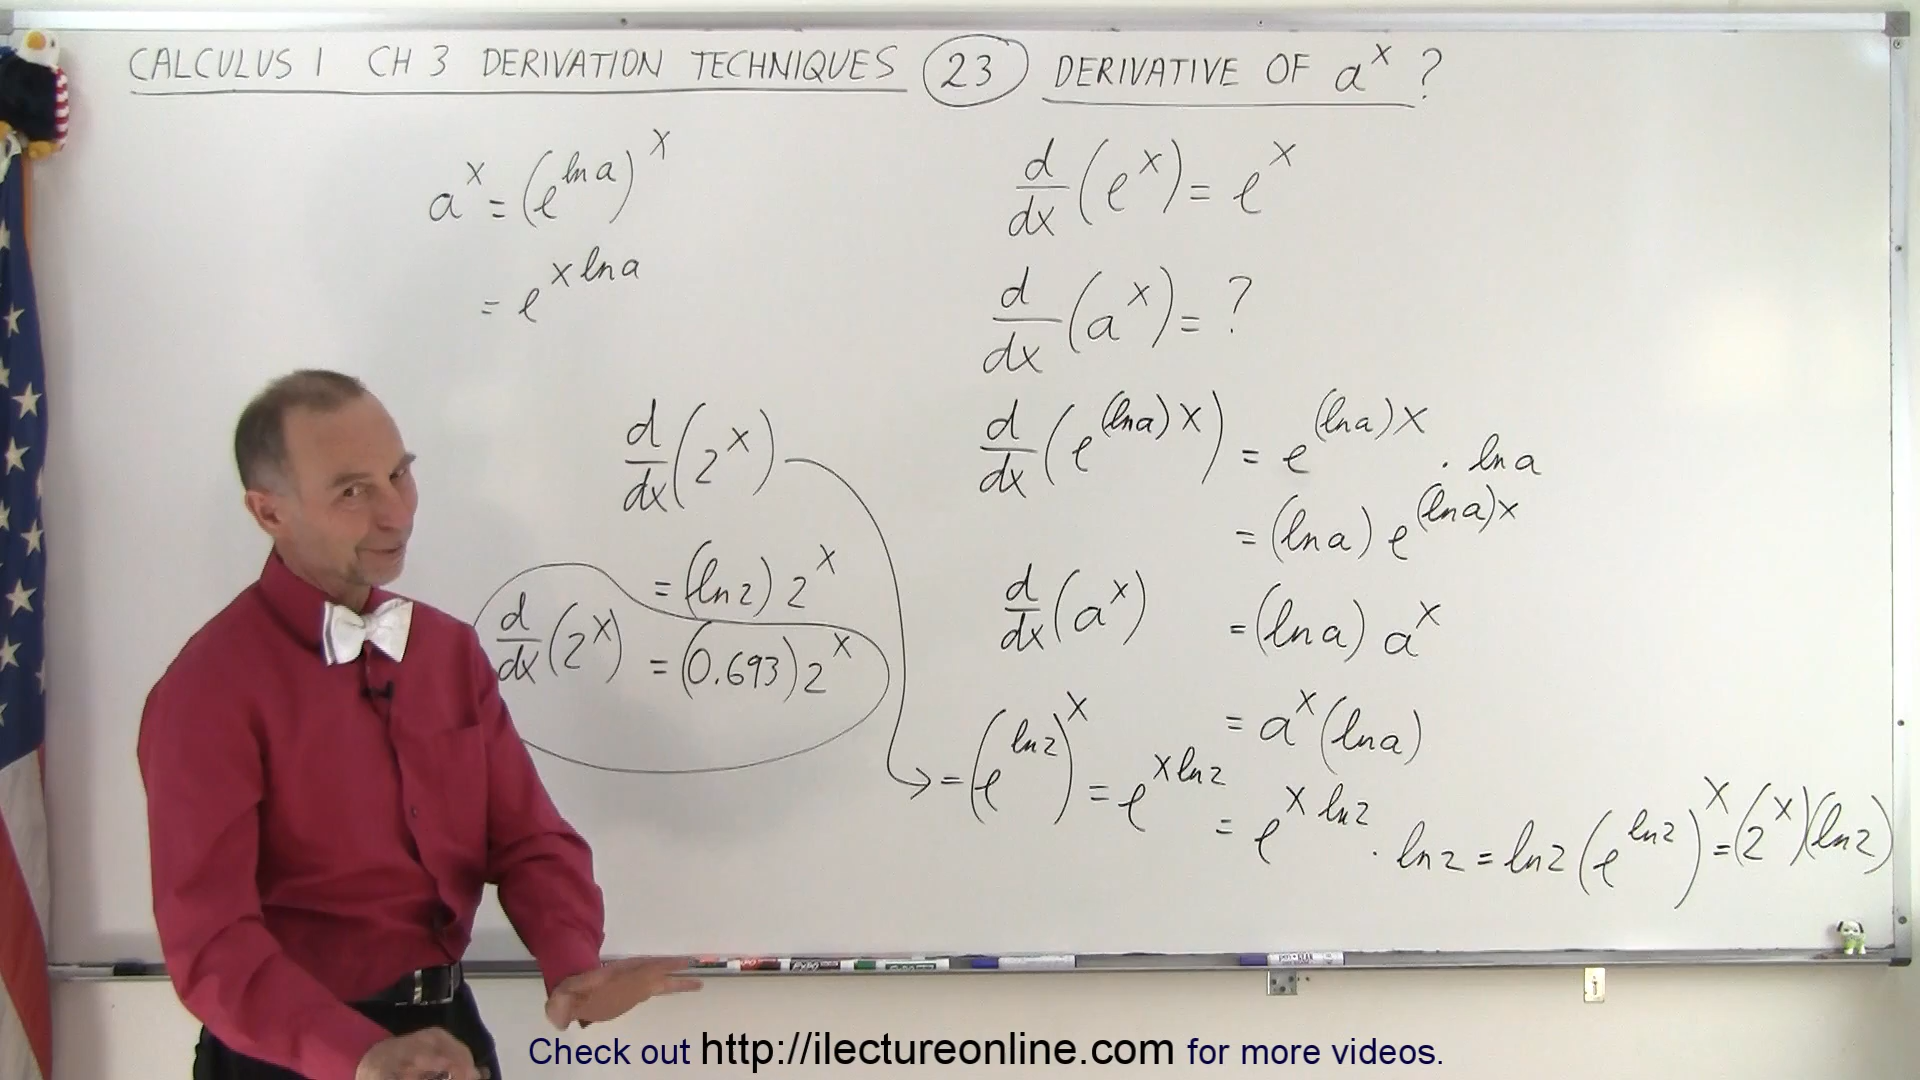 CALCULUS 1 CH 3 DERIVATION TECHNIQUES 23 DERIVATIVE OF a^x ?
a^x = (e^(ln a))^x
= e^(x ln a)
d/dx (2^x)
= (ln 2) 2^x
d/dx (2^x) = (0.693) 2^x
d/dx (e^x) = e^x
d/dx (a^x) = ?
d/dx (e^((ln a) x)) = e^((ln a) x) · ln a
= (ln a) e^((ln a) x)
d/dx (a^x) = (ln a) a^x
= a^x (ln a)
→ = (e^(ln 2))^x = e^(x ln 2)
= e^(x ln 2) · ln 2 = ln 2 (e^(ln 2))^x = (2^x)(ln 2)
Check out http://ilectureonline.com for more videos.